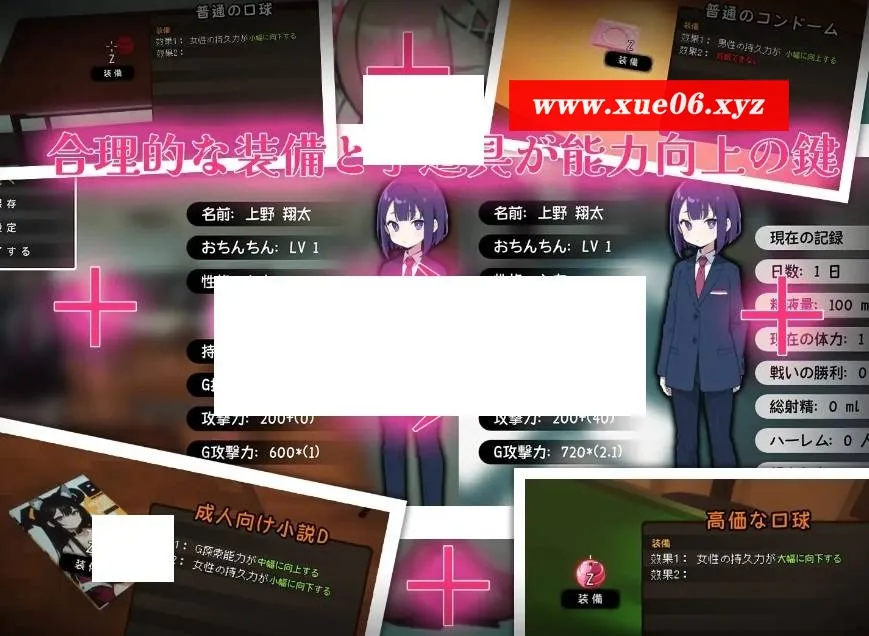 普通の口球
装備
効果1： 女性の持久力が小幅に向下する
効果2：
Z
装備
普通のコンドーム
装備
効果1： 男性の持久力が 小幅に向上する
効果2：
Z
装備
www.xue06.xyz
合理的な装備と
が能力向上の鍵
保存
設定
する
名前: 上野 翔太
おちんちん: LV 1
攻撃力: 200+(0)
G攻撃力: 600*(1)
名前: 上野 翔太
おちんちん: LV 1
攻撃力: 200+(40)
G攻撃力: 720*(2.1)
現在の記録
日数: 1 日
精液量: 100 m
現在の体力: 1
戦いの勝利: 0
総射精: 0 ml
ハーレム: 0 人
成人向け小説D
1： G探索能力が中幅に向上する
： 女性の持久力が小幅に向下する
高価な口球
装備
効果1： 女性の持久力が大幅に向下する
効果2：
Z
装備